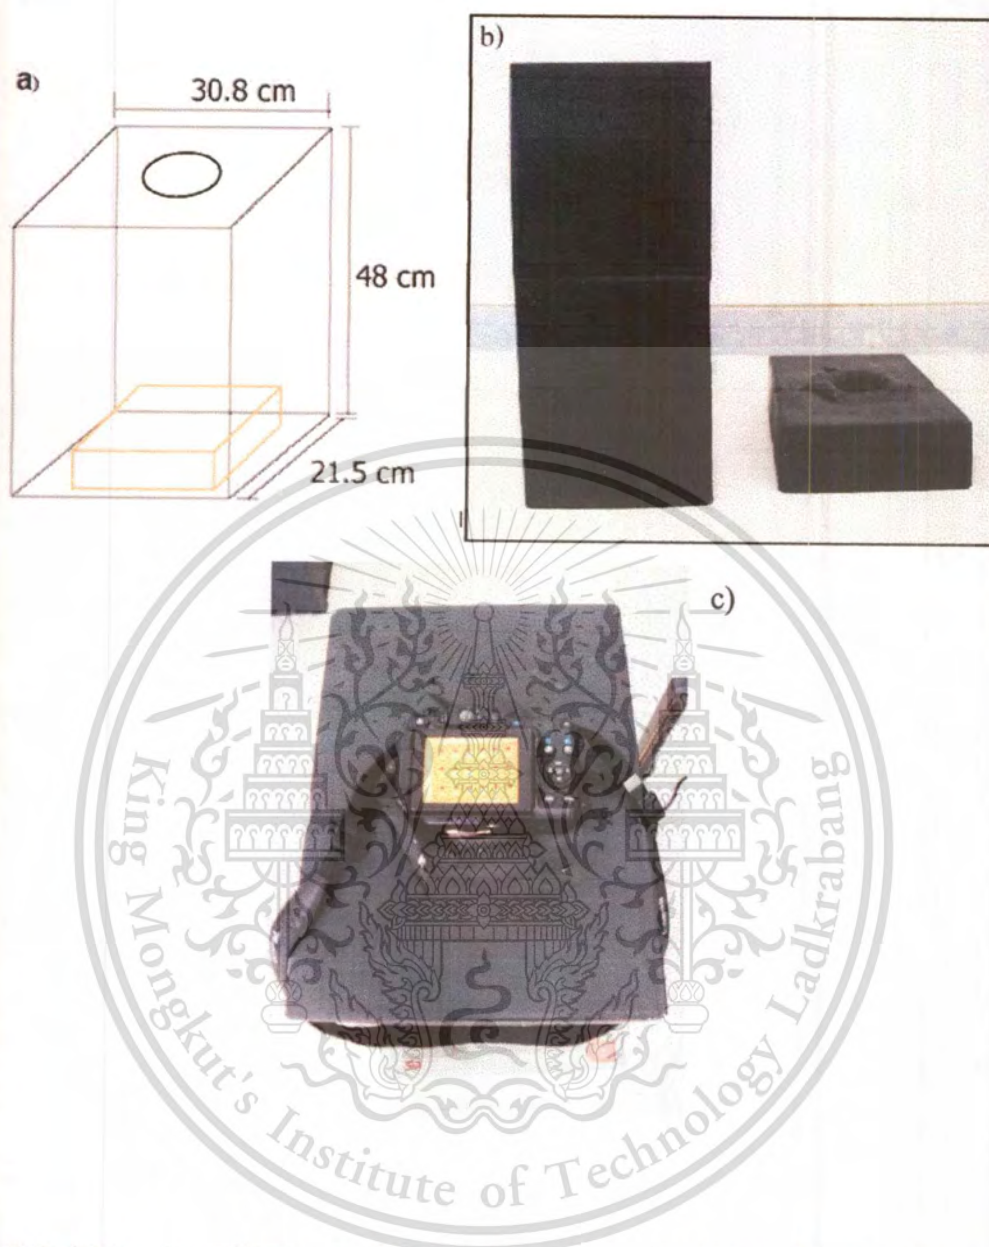 a)
30.8 cm
48 cm
21.5 cm
b)
c)
King Mongkut's Institute of Technology Ladkrabang